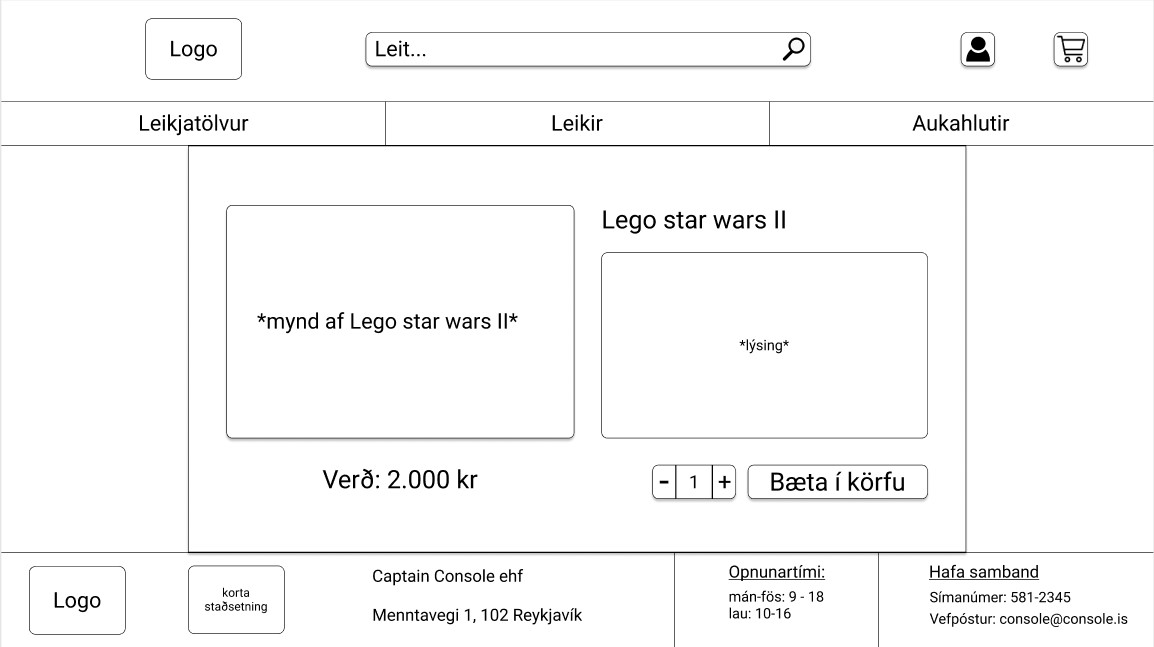 Logo
Leit...
Leikjatölvur
Leikir
Aukahlutir
*mynd af Lego star wars II*
Lego star wars II
*lýsing*
Verð: 2.000 kr
- 1 +
Bæta í körfu
Logo
korta
staðsetning
Captain Console ehf
Menntavegi 1, 102 Reykjavík
Opnunartími:
mán-fös: 9 - 18
lau: 10-16
Hafa samband
Símanúmer: 581-2345
Vefpóstur: console@console.is